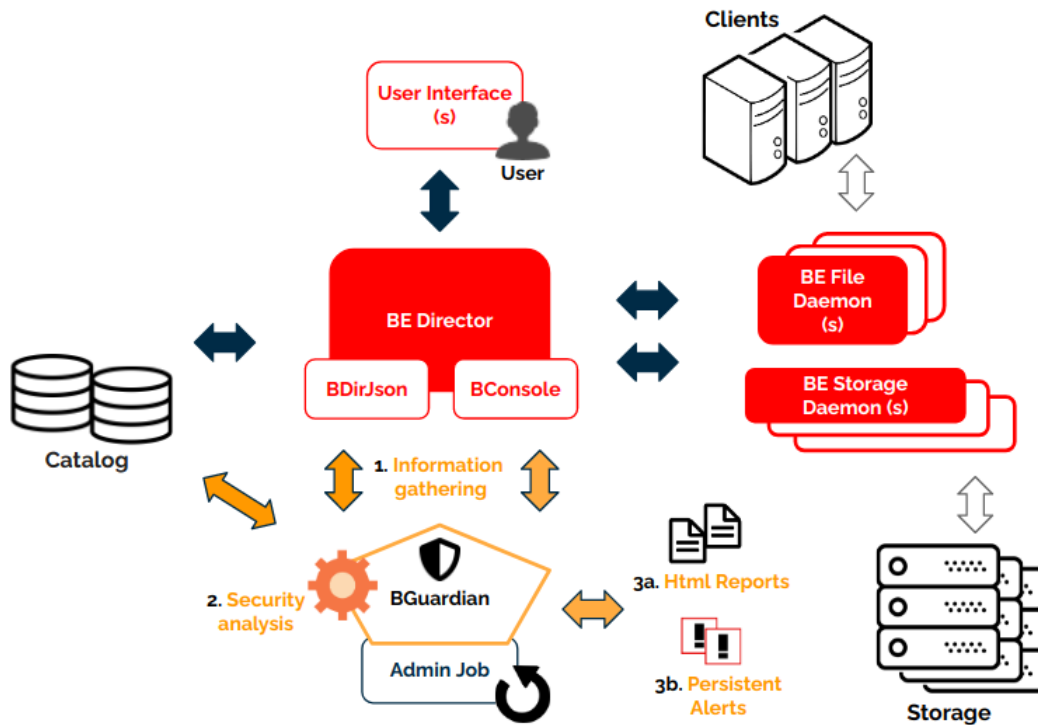 Clients
User Interface
(s)
User
BE Director
BDirJson
BConsole
BE File
Daemon
(s)
BE Storage
Daemon (s)
Catalog
1. Information
gathering
2. Security
analysis
BGuardian
Admin Job
3a. Html Reports
3b. Persistent
Alerts
Storage